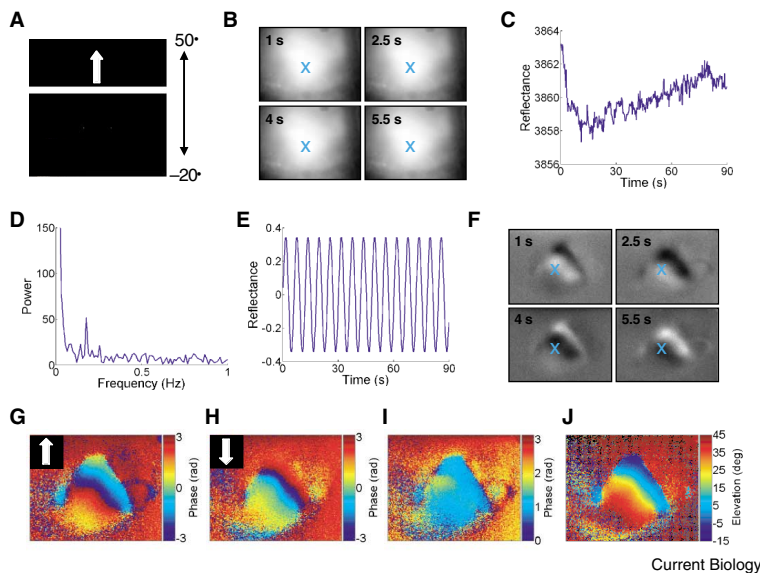 A
50°
–20°
B
1 s
2.5 s
X
X
4 s
5.5 s
X
X
C
Reflectance
3864
3862
3860
3858
3856
0
30
60
90
Time (s)
D
Power
150
100
50
0
0
0.5
1
Frequency (Hz)
E
Reflectance
0.4
0.2
0
-0.2
-0.4
0
30
60
90
Time (s)
F
1 s
2.5 s
X
X
4 s
5.5 s
X
X
G
3
0
-3
Phase (rad)
H
3
0
-3
Phase (rad)
I
3
2
1
0
Phase (rad)
J
45
35
25
15
5
-5
-15
Elevation (deg)
Current Biology